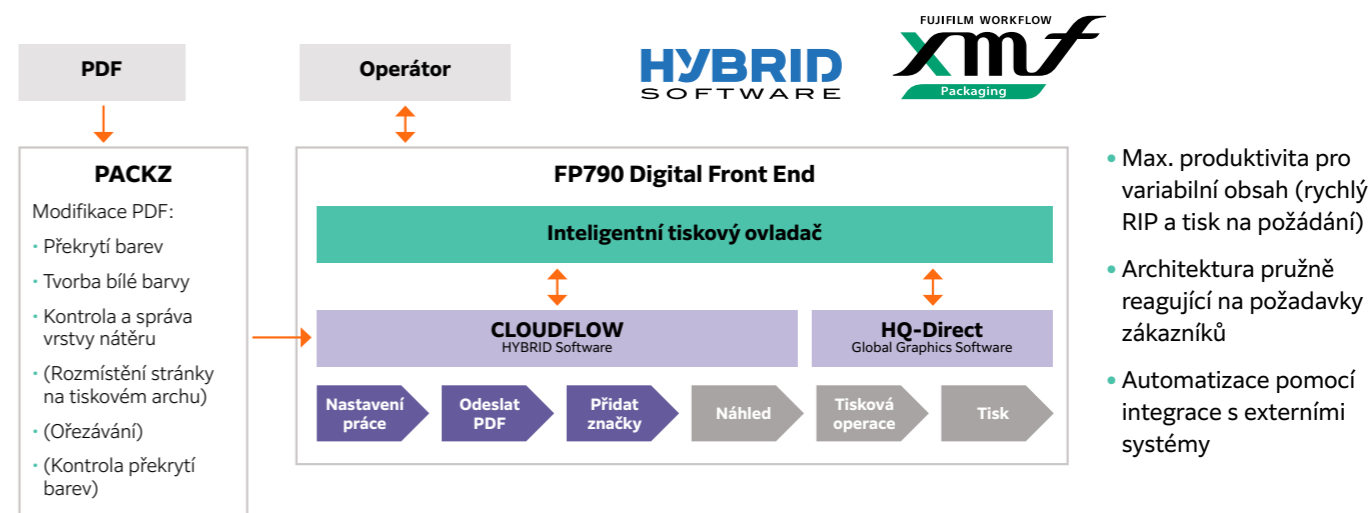 PDF
Operátor
HYBRID
SOFTWARE
FUJIFILM WORKFLOW
xmf
Packaging
PACKZ
Modifikace PDF:
• Překrytí barev
• Tvorba bílé barvy
• Kontrola a správa
vrstvy nátěru
• (Rozmístění stránky
na tiskovém archu)
• (Ořezávání)
• (Kontrola překrytí
barev)
FP790 Digital Front End
Inteligentní tiskový ovladač
CLOUDFLOW
HYBRID Software
HQ-Direct
Global Graphics Software
Nastavení
práce
Odeslat
PDF
Přidat
značky
Náhled
Tisková
operace
Tisk
• Max. produktivita pro
variabilní obsah (rychlý
RIP a tisk na požádání)
• Architektura pružně
reagující na požadavky
zákazníků
• Automatizace pomocí
integrace s externími
systémy